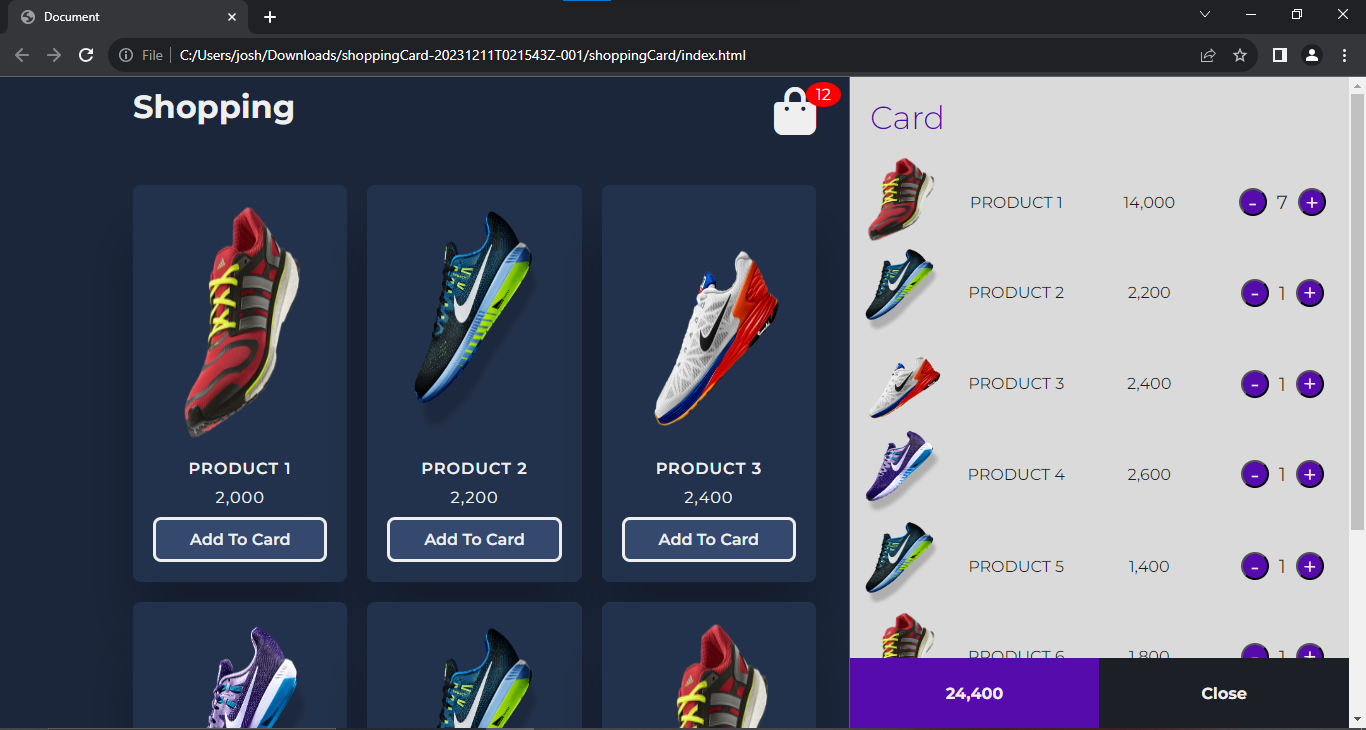 Document
File
C:/Users/josh/Downloads/shoppingCard-20231211T021543Z-001/shoppingCard/index.html
Shopping
12
PRODUCT 1
2,000
Add To Card
PRODUCT 2
2,200
Add To Card
PRODUCT 3
2,400
Add To Card
Card
PRODUCT 1 14,000 - 7 +
PRODUCT 2 2,200 - 1 +
PRODUCT 3 2,400 - 1 +
PRODUCT 4 2,600 - 1 +
PRODUCT 5 1,400 - 1 +
PRODUCT 6 1,800 - 1 +
24,400
Close